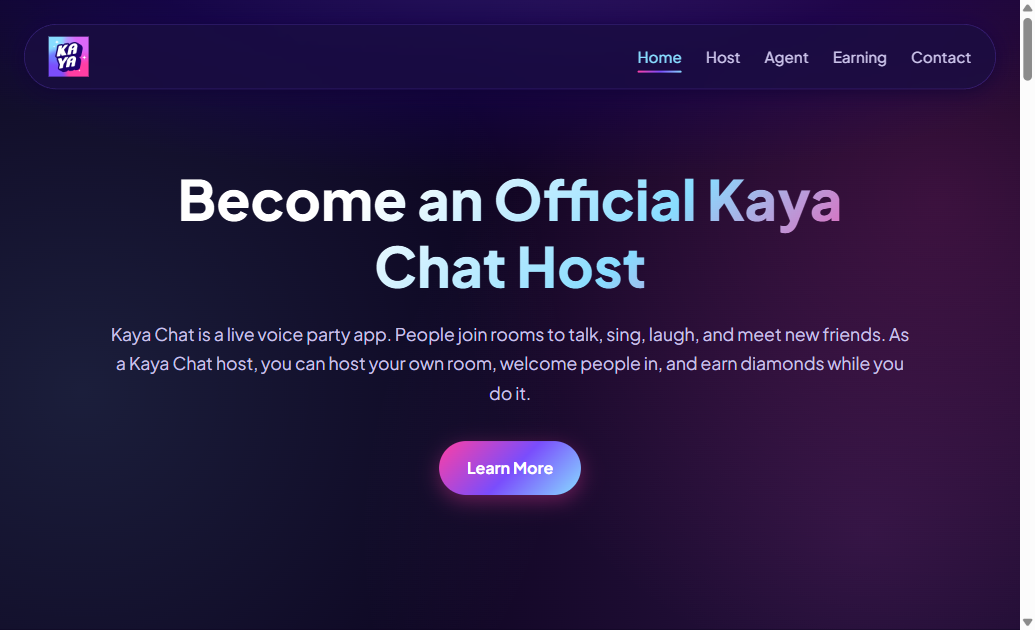 KA
YA
Home Host Agent Earning Contact
Become an Official Kaya
Chat Host
Kaya Chat is a live voice party app. People join rooms to talk, sing, laugh, and meet new friends. As
a Kaya Chat host, you can host your own room, welcome people in, and earn diamonds while you
do it.
Learn More